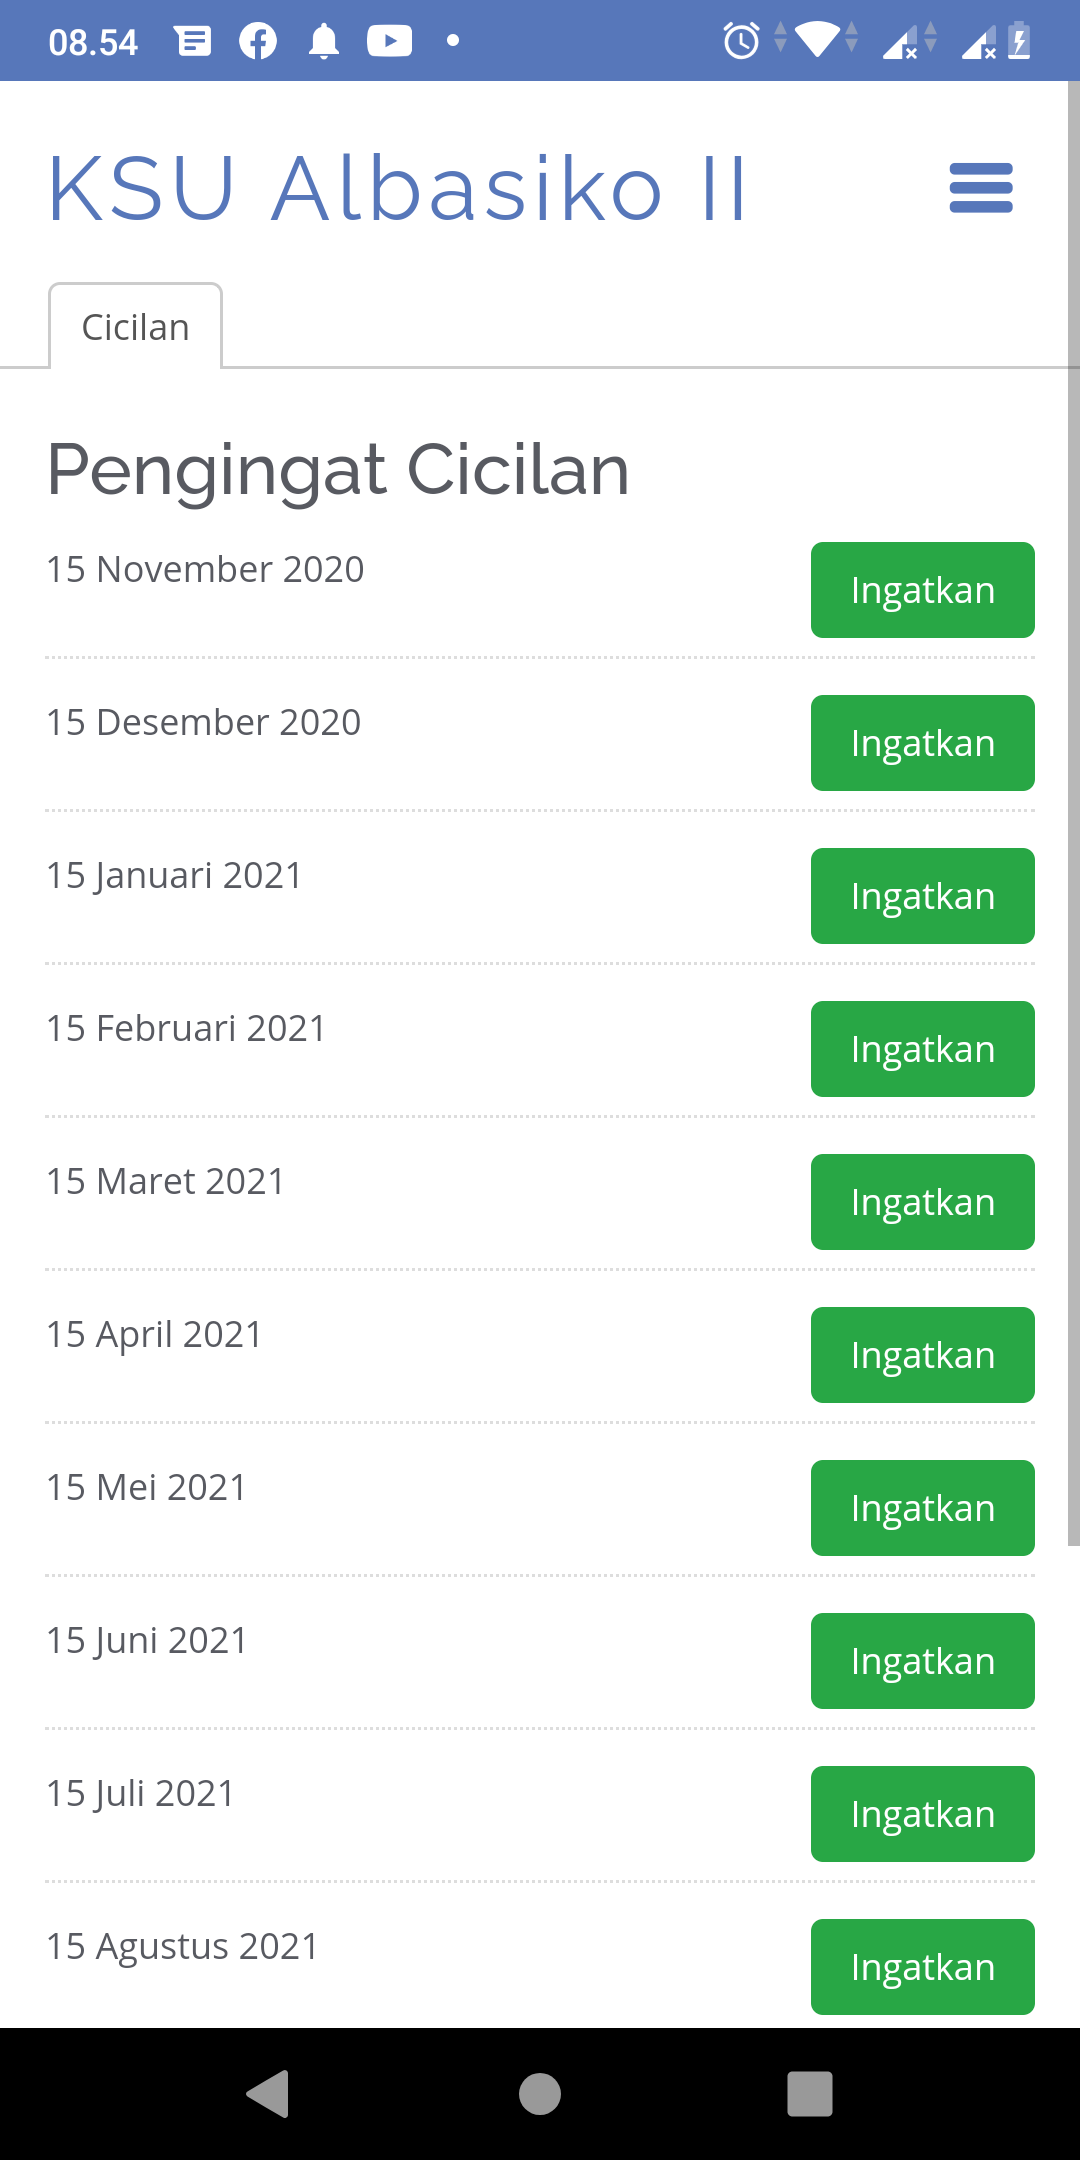 08.54
KSU Albasiko II
Cicilan
Pengingat Cicilan
15 November 2020
Ingatkan
15 Desember 2020
Ingatkan
15 Januari 2021
Ingatkan
15 Februari 2021
Ingatkan
15 Maret 2021
Ingatkan
15 April 2021
Ingatkan
15 Mei 2021
Ingatkan
15 Juni 2021
Ingatkan
15 Juli 2021
Ingatkan
15 Agustus 2021
Ingatkan